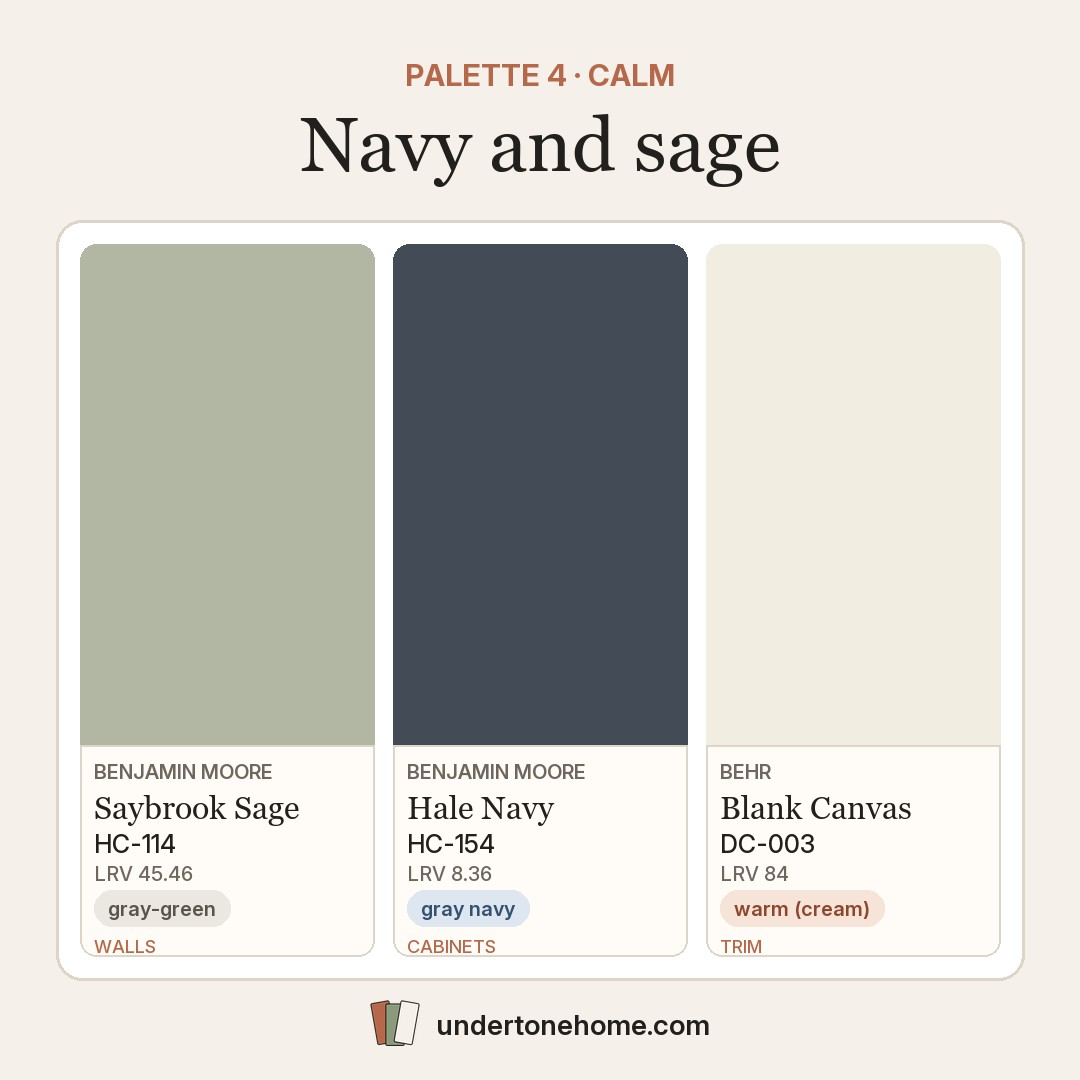 PALETTE 4 · CALM
Navy and sage
BENJAMIN MOORE
Saybrook Sage
HC-114
LRV 45.46
gray-green
WALLS
BENJAMIN MOORE
Hale Navy
HC-154
LRV 8.36
gray navy
CABINETS
BEHR
Blank Canvas
DC-003
LRV 84
warm (cream)
TRIM
undertonehome.com